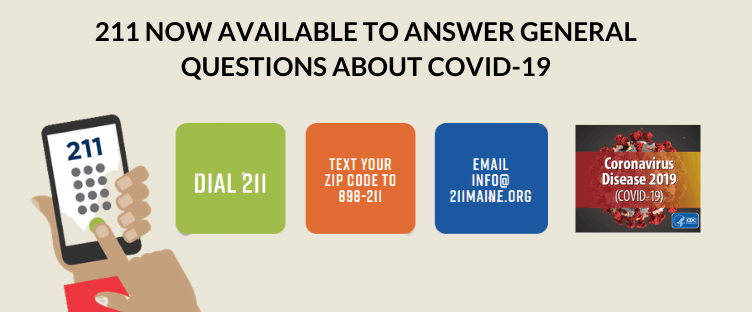 211 NOW AVAILABLE TO ANSWER GENERAL
QUESTIONS ABOUT COVID-19
211
DIAL 211
TEXT YOUR
ZIP CODE TO
898-211
EMAIL
INFO@
211MAINE.ORG
Coronavirus
Disease 2019
(COVID-19)
CDC